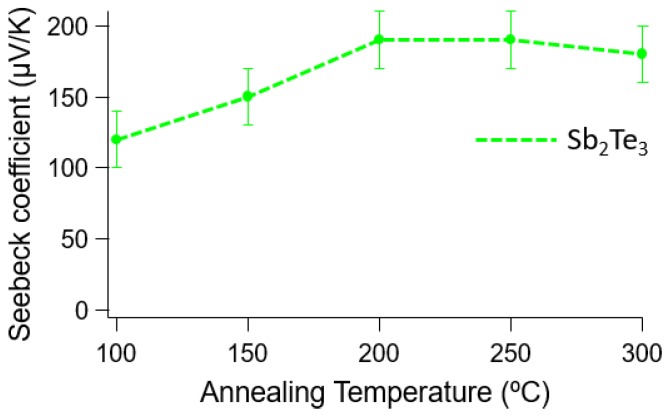 Seebeck coefficient (µV/K)
200
150
100
50
0
Sb₂Te₃
100 150 200 250 300
Annealing Temperature (ºC)